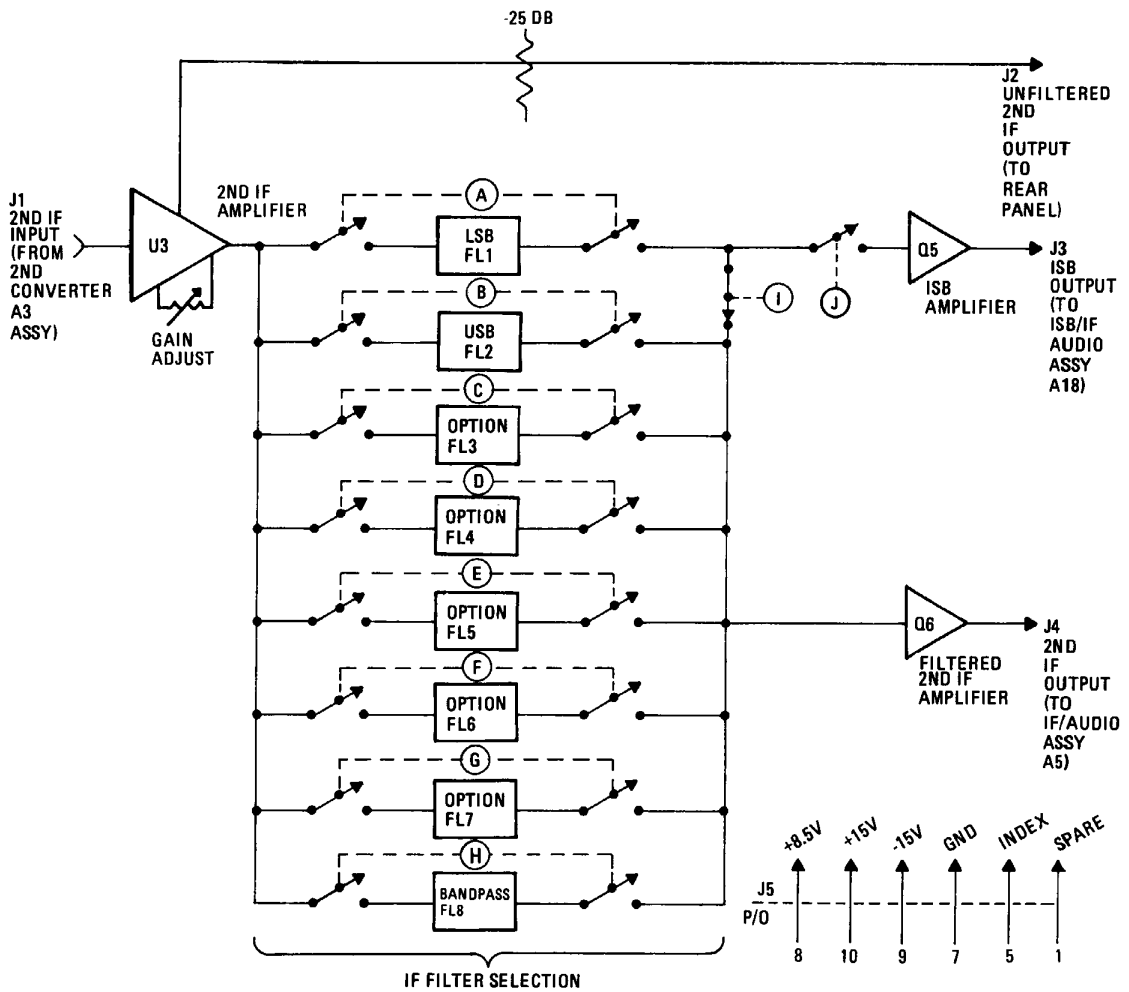 -25 DB
J2
UNFILTERED
2ND
IF
OUTPUT
(TO
REAR
PANEL)
J1
2ND IF
INPUT
(FROM
2ND
CONVERTER
A3
ASSY)
U3
GAIN
ADJUST
2ND IF
AMPLIFIER
A
LSB
FL1
B
USB
FL2
C
OPTION
FL3
D
OPTION
FL4
E
OPTION
FL5
F
OPTION
FL6
G
OPTION
FL7
H
BANDPASS
FL8
IF FILTER SELECTION
I
J
Q5
ISB
AMPLIFIER
J3
ISB
OUTPUT
(TO
ISB/IF
AUDIO
ASSY
A18)
Q6
FILTERED
2ND IF
AMPLIFIER
J4
2ND
IF
OUTPUT
(TO
IF/AUDIO
ASSY
A5)
+8.5V
+15V
-15V
GND
INDEX
SPARE
J5
P/O
8
10
9
7
5
1